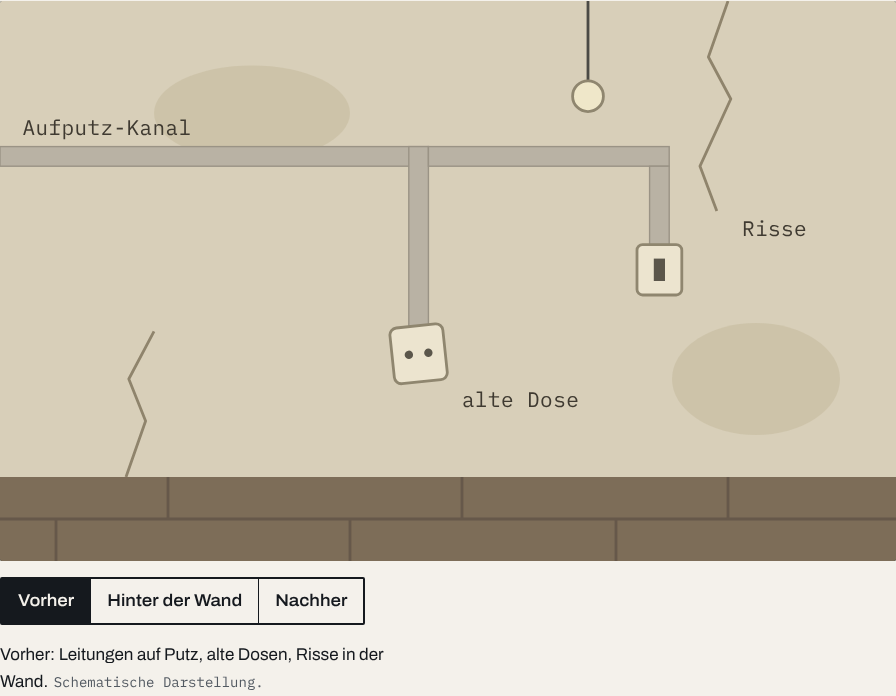 Aufputz-Kanal
Risse
alte Dose
Vorher
Hinter der Wand
Nachher
Vorher: Leitungen auf Putz, alte Dosen, Risse in der
Wand. Schematische Darstellung.